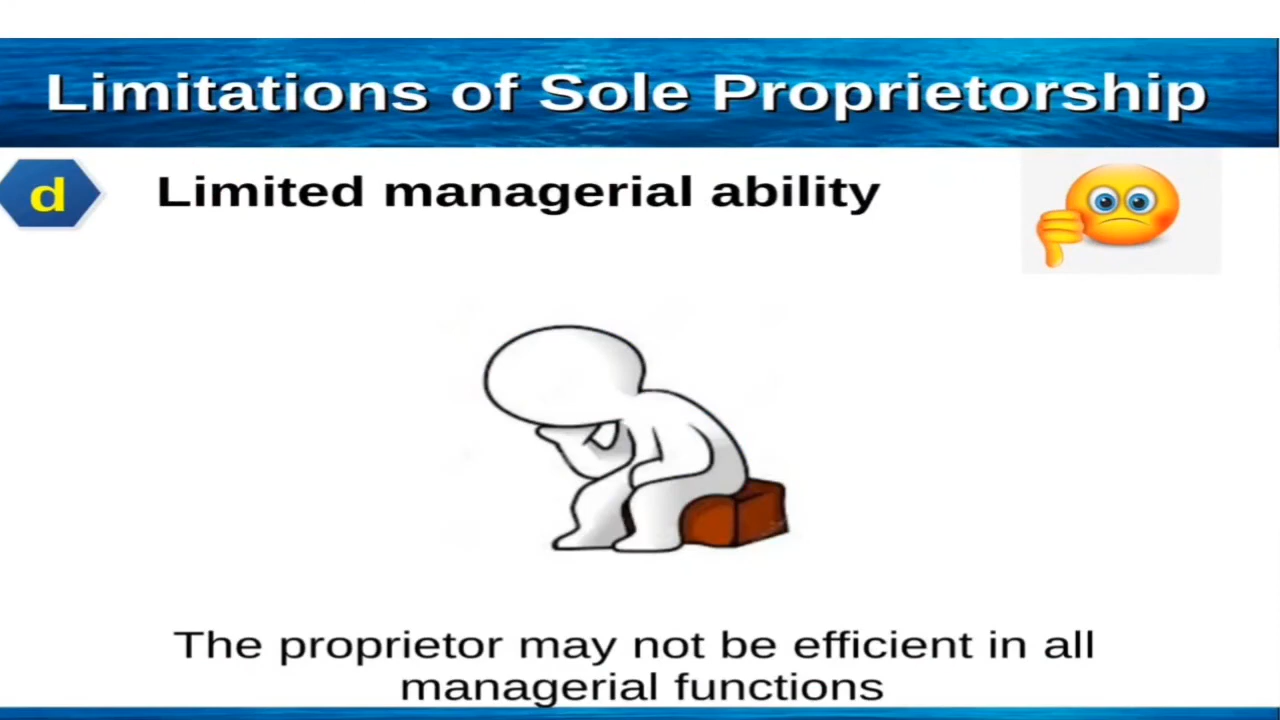 Limitations of Sole Proprietorship
d
Limited managerial ability
The proprietor may not be efficient in all
managerial functions